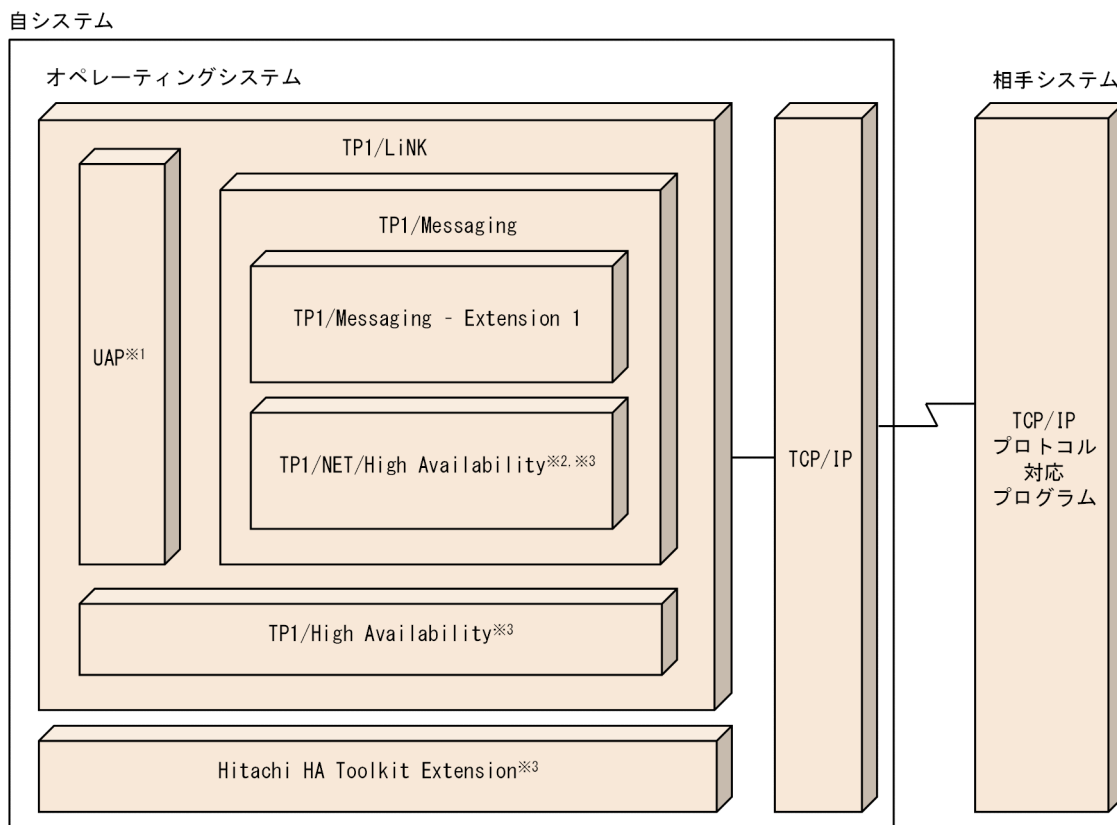 自システム
オペレーティングシステム
相手システム
TP1/LiNK
TP1/Messaging
TP1/Messaging - Extension 1
UAP※1
TP1/NET/High Availability※2,※3
TCP/IP
TCP/IP
プロトコル
対応
プログラム
TP1/High Availability※3
Hitachi HA Toolkit Extension※3